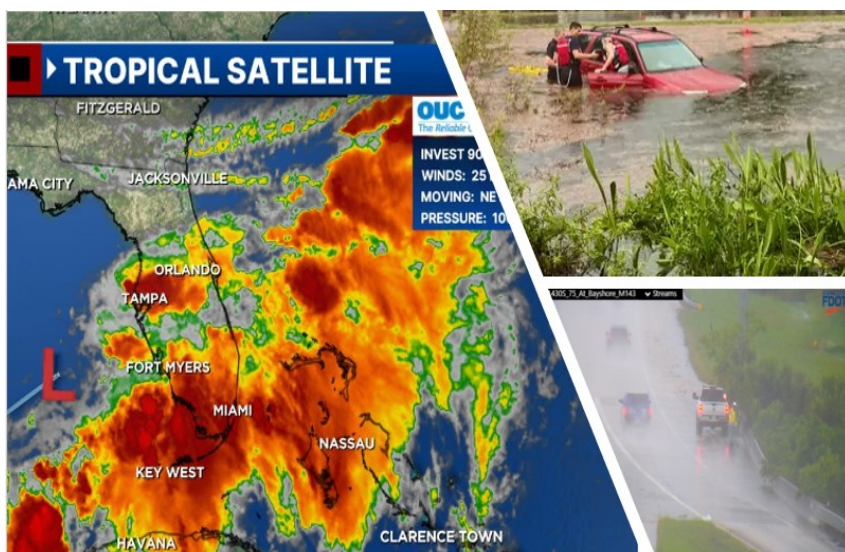 TROPICAL SATELLITE
FITZGERALD
OUC
The Reliable
AMA CITY
JACKSONVILLE
INVEST 90
WINDS: 25
MOVING: NE
PRESSURE: 10
ORLANDO
TAMPA
L
FORT MYERS
MIAMI
NASSAU
KEY WEST
HAVANA
CLARENCE TOWN
430S_75_At_Bayshore_M143 Streams
FDOT